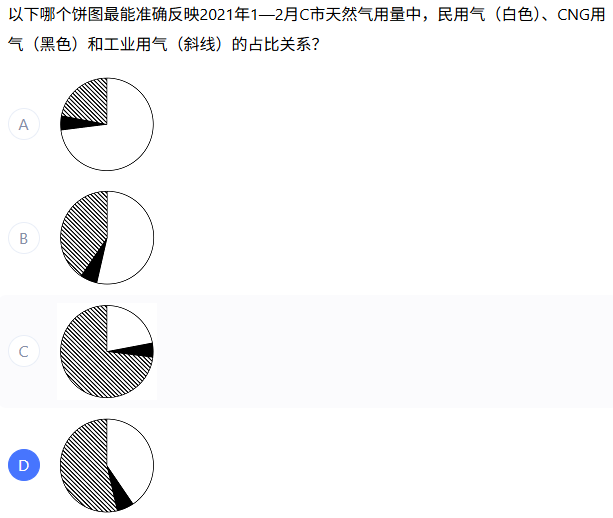 以下哪个饼图最能准确反映2021年1—2月C市天然气用量中，民用气（白色）、CNG用
气（黑色）和工业用气（斜线）的占比关系？
A
B
C
D